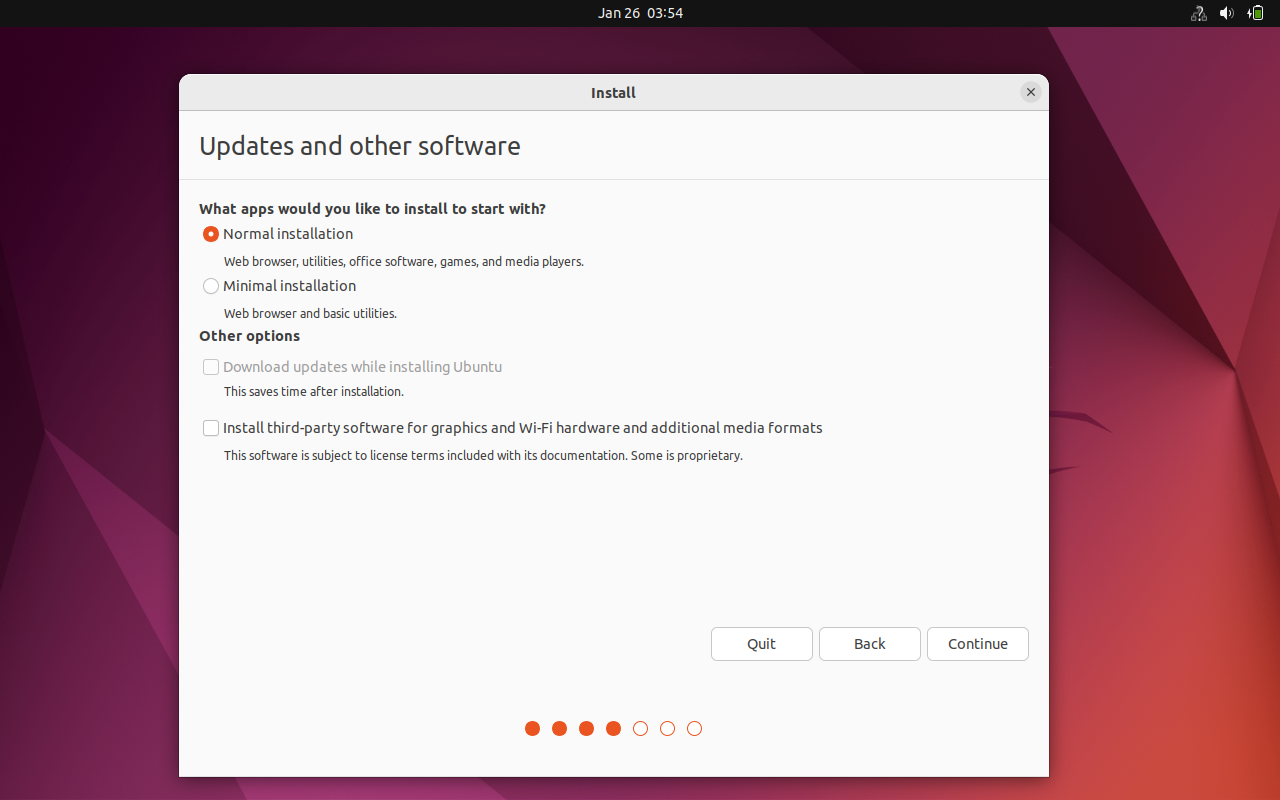 Jan 26 03:54
Install
Updates and other software
What apps would you like to install to start with?
Normal installation
Web browser, utilities, office software, games, and media players.
Minimal installation
Web browser and basic utilities.
Other options
Download updates while installing Ubuntu
This saves time after installation.
Install third-party software for graphics and Wi-Fi hardware and additional media formats
This software is subject to license terms included with its documentation. Some is proprietary.
Quit Back Continue